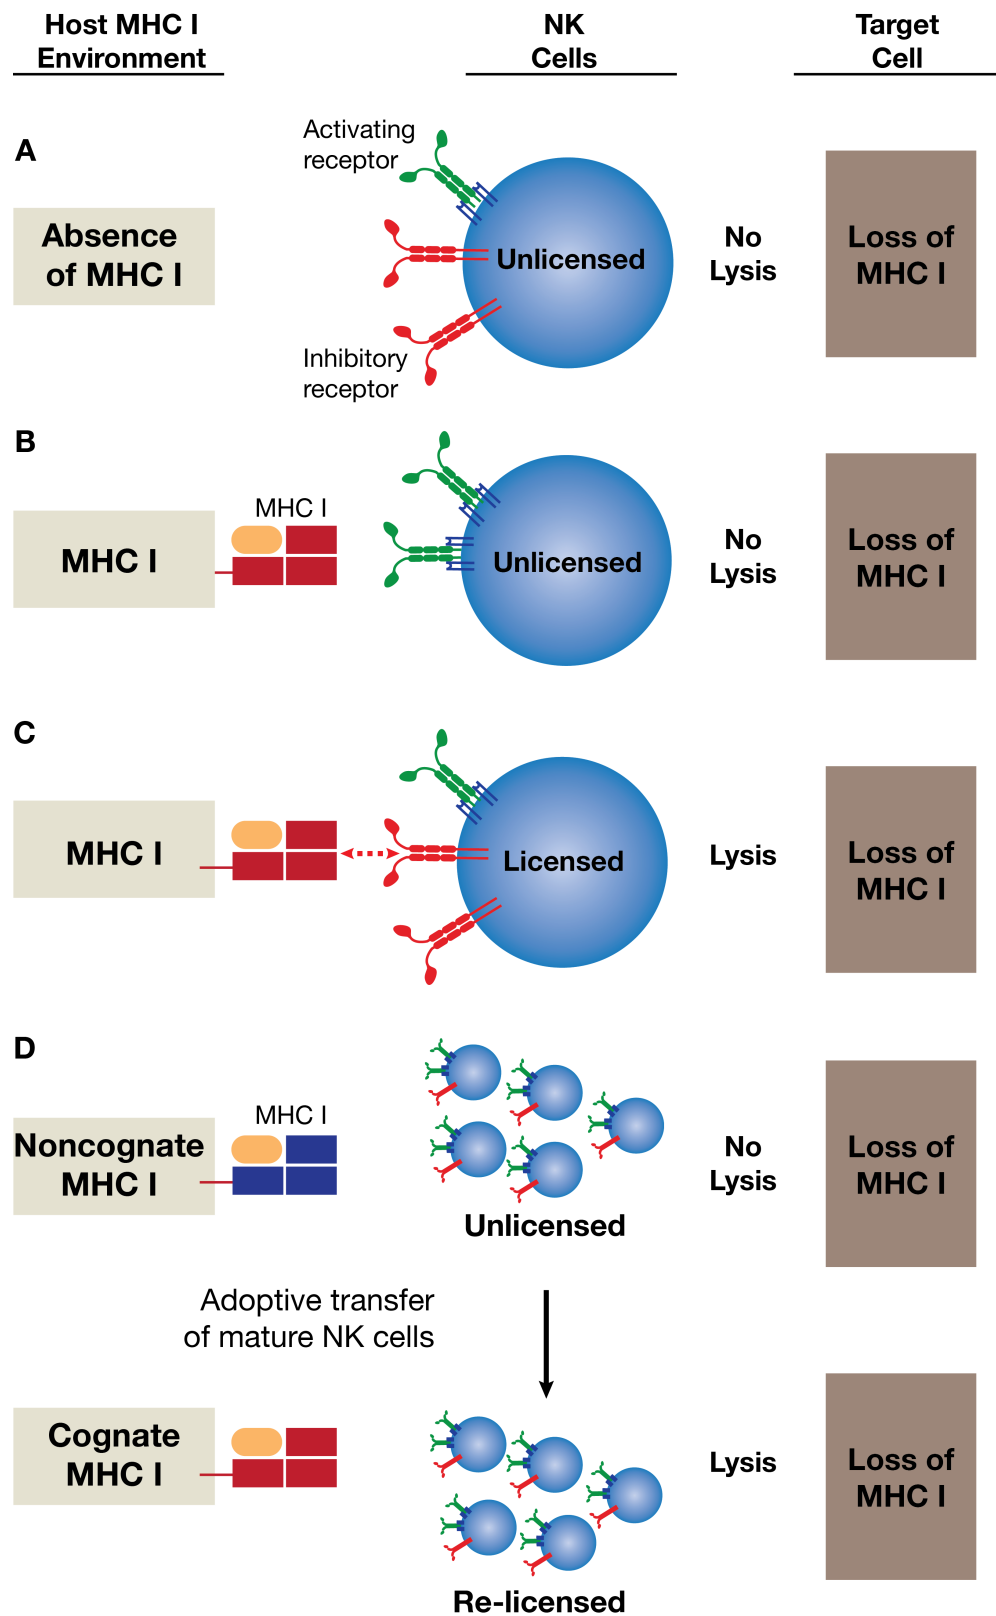 Host MHC I
Environment
NK
Cells
Target
Cell
A
Activating
receptor
Absence
of MHC I
Unlicensed
No
Lysis
Loss of
MHC I
Inhibitory
receptor
B
MHC I
MHC I
Unlicensed
No
Lysis
Loss of
MHC I
C
MHC I
Licensed
Lysis
Loss of
MHC I
D
MHC I
Noncognate
MHC I
No
Lysis
Loss of
MHC I
Unlicensed
Adoptive transfer
of mature NK cells
Cognate
MHC I
Lysis
Loss of
MHC I
Re-licensed